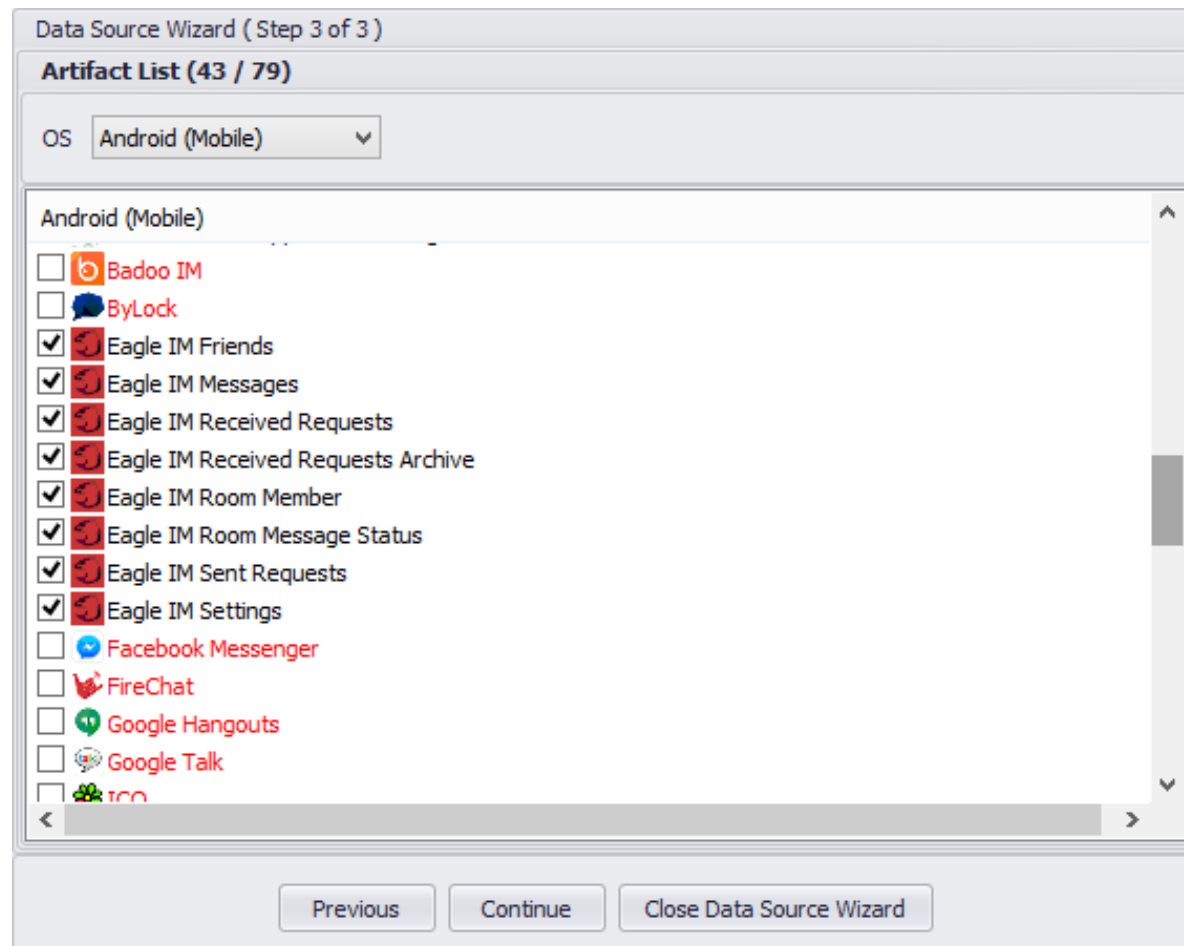 Data Source Wizard ( Step 3 of 3 )
Artifact List (43 / 79)
OS Android (Mobile)
Android (Mobile)
Badoo IM
ByLock
Eagle IM Friends
Eagle IM Messages
Eagle IM Received Requests
Eagle IM Received Requests Archive
Eagle IM Room Member
Eagle IM Room Message Status
Eagle IM Sent Requests
Eagle IM Settings
Facebook Messenger
FireChat
Google Hangouts
Google Talk
Previous Continue Close Data Source Wizard